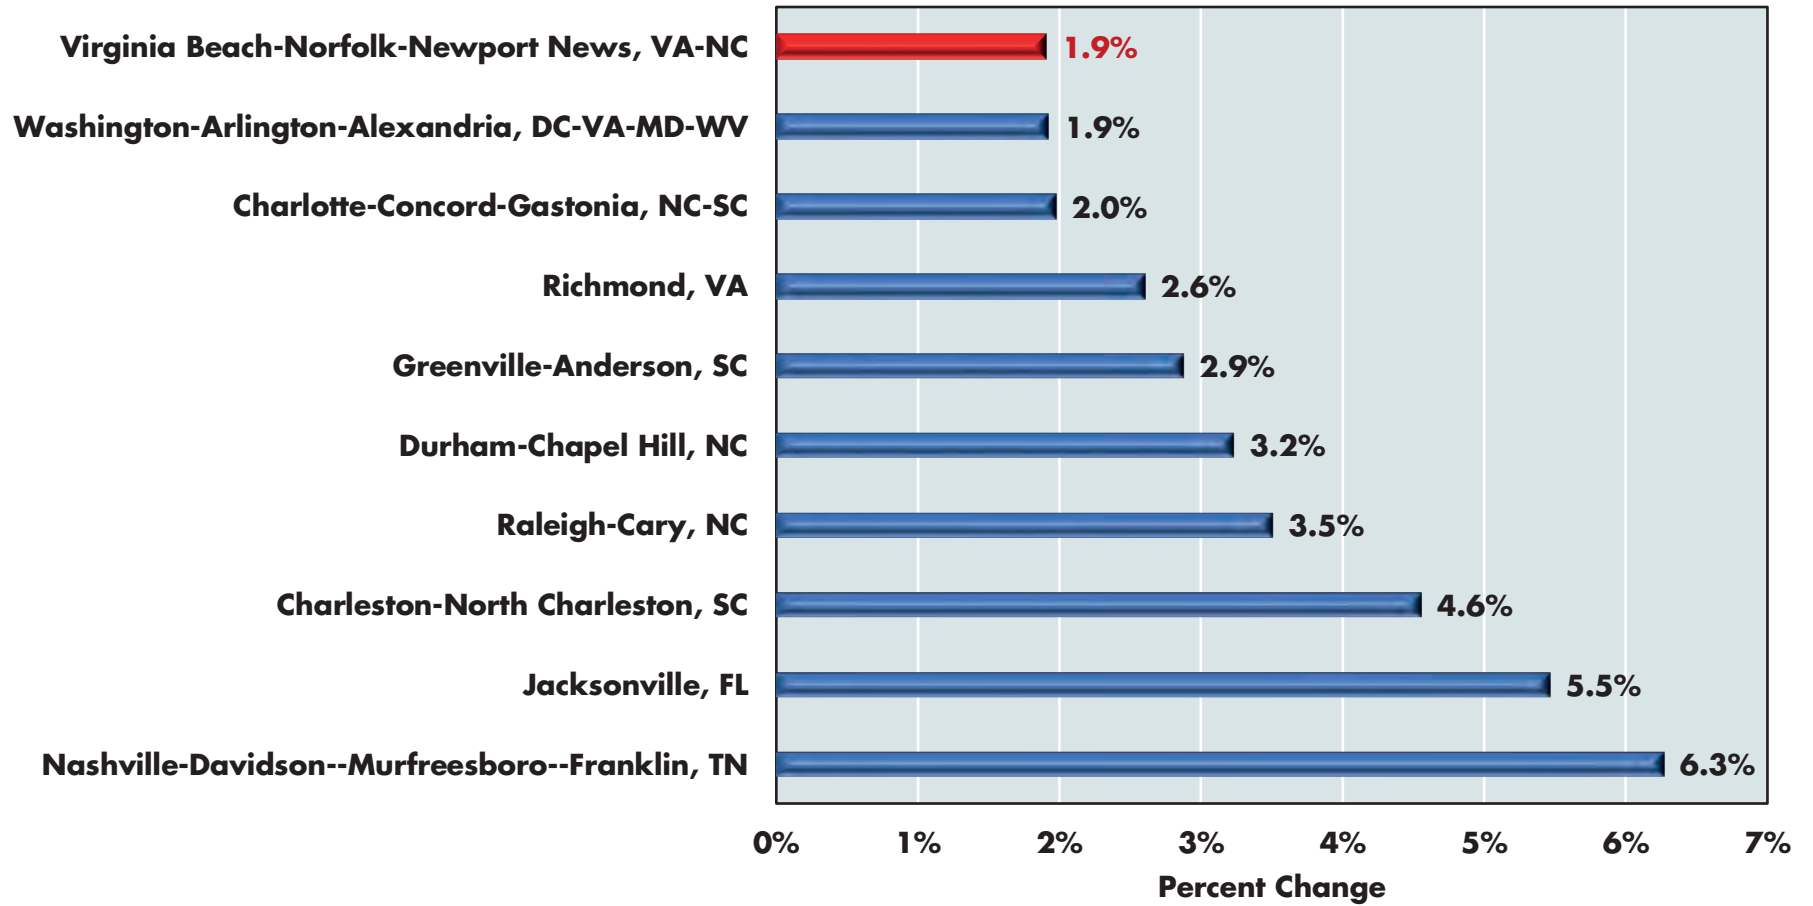 Virginia Beach-Norfolk-Newport News, VA-NC 1.9%
Washington-Arlington-Alexandria, DC-VA-MD-WV 1.9%
Charlotte-Concord-Gastonia, NC-SC 2.0%
Richmond, VA 2.6%
Greenville-Anderson, SC 2.9%
Durham-Chapel Hill, NC 3.2%
Raleigh-Cary, NC 3.5%
Charleston-North Charleston, SC 4.6%
Jacksonville, FL 5.5%
Nashville-Davidson--Murfreesboro--Franklin, TN 6.3%
0% 1% 2% 3% 4% 5% 6% 7%
Percent Change